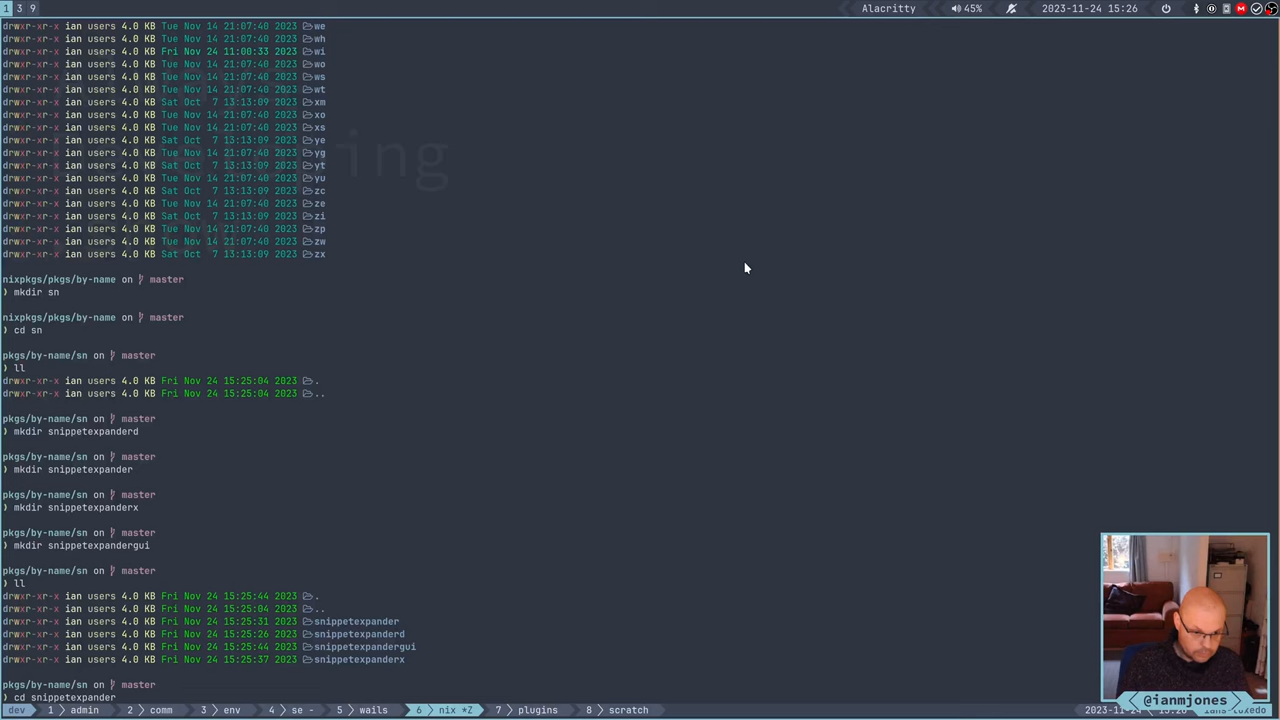 1 3 9 Alacritty 45% 2023-11-24 15:26
drwxr-xr-x ian users 4.0 KB Tue Nov 14 21:07:40 2023 we
drwxr-xr-x ian users 4.0 KB Tue Nov 14 21:07:40 2023 wh
drwxr-xr-x ian users 4.0 KB Fri Nov 24 11:00:33 2023 wi
drwxr-xr-x ian users 4.0 KB Tue Nov 14 21:07:40 2023 wo
drwxr-xr-x ian users 4.0 KB Tue Nov 14 21:07:40 2023 ws
drwxr-xr-x ian users 4.0 KB Tue Nov 14 21:07:40 2023 wt
drwxr-xr-x ian users 4.0 KB Sat Oct 7 13:13:09 2023 xm
drwxr-xr-x ian users 4.0 KB Tue Nov 14 21:07:40 2023 xo
drwxr-xr-x ian users 4.0 KB Tue Nov 14 21:07:40 2023 xs
drwxr-xr-x ian users 4.0 KB Sat Oct 7 13:13:09 2023 ye
drwxr-xr-x ian users 4.0 KB Tue Nov 14 21:07:40 2023 yg
drwxr-xr-x ian users 4.0 KB Sat Oct 7 13:13:09 2023 yt
drwxr-xr-x ian users 4.0 KB Tue Nov 14 21:07:40 2023 yu
drwxr-xr-x ian users 4.0 KB Sat Oct 7 13:13:09 2023 zc
drwxr-xr-x ian users 4.0 KB Tue Nov 14 21:07:40 2023 ze
drwxr-xr-x ian users 4.0 KB Sat Oct 7 13:13:09 2023 zi
drwxr-xr-x ian users 4.0 KB Tue Nov 14 21:07:40 2023 zp
drwxr-xr-x ian users 4.0 KB Tue Nov 14 21:07:40 2023 zw
drwxr-xr-x ian users 4.0 KB Sat Oct 7 13:13:09 2023 zx
nixpkgs/pkgs/by-name on master
❯ mkdir sn
nixpkgs/pkgs/by-name on master
❯ cd sn
pkgs/by-name/sn on master
❯ ll
drwxr-xr-x ian users 4.0 KB Fri Nov 24 15:25:04 2023 .
drwxr-xr-x ian users 4.0 KB Fri Nov 24 15:25:04 2023 ..
pkgs/by-name/sn on master
❯ mkdir snippetexpanderd
pkgs/by-name/sn on master
❯ mkdir snippetexpander
pkgs/by-name/sn on master
❯ mkdir snippetexpanderx
pkgs/by-name/sn on master
❯ mkdir snippetexpandergui
pkgs/by-name/sn on master
❯ ll
drwxr-xr-x ian users 4.0 KB Fri Nov 24 15:25:44 2023 .
drwxr-xr-x ian users 4.0 KB Fri Nov 24 15:25:04 2023 ..
drwxr-xr-x ian users 4.0 KB Fri Nov 24 15:25:31 2023 snippetexpander
drwxr-xr-x ian users 4.0 KB Fri Nov 24 15:25:26 2023 snippetexpanderd
drwxr-xr-x ian users 4.0 KB Fri Nov 24 15:25:44 2023 snippetexpandergui
drwxr-xr-x ian users 4.0 KB Fri Nov 24 15:25:37 2023 snippetexpanderx
pkgs/by-name/sn on master
❯ cd snippetexpander
@ianmjones
dev 1 admin 2 comm 3 env 4 se - 5 wails 6 nix *Z 7 plugins 8 scratch